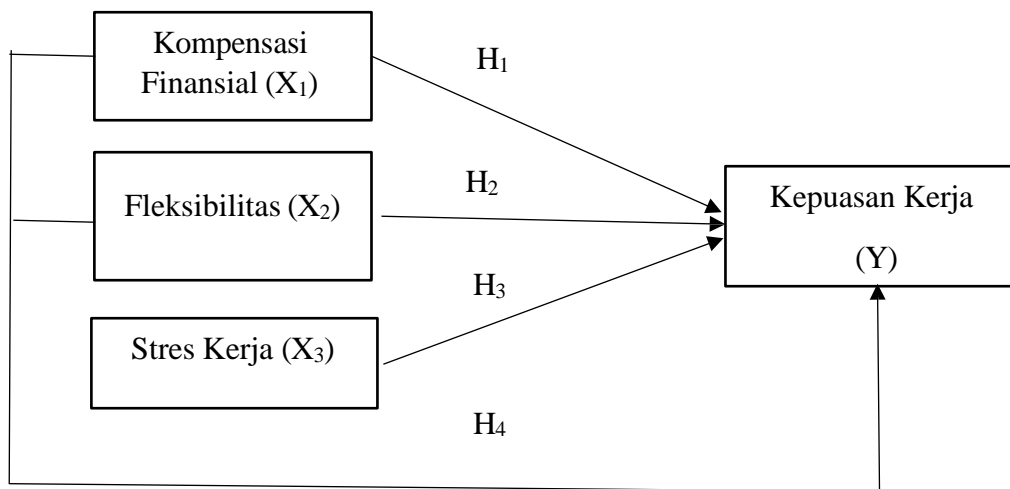 Kompensasi
Finansial (X₁)
H₁
Fleksibilitas (X₂)
H₂
Kepuasan Kerja
(Y)
H₃
Stres Kerja (X₃)
H₄